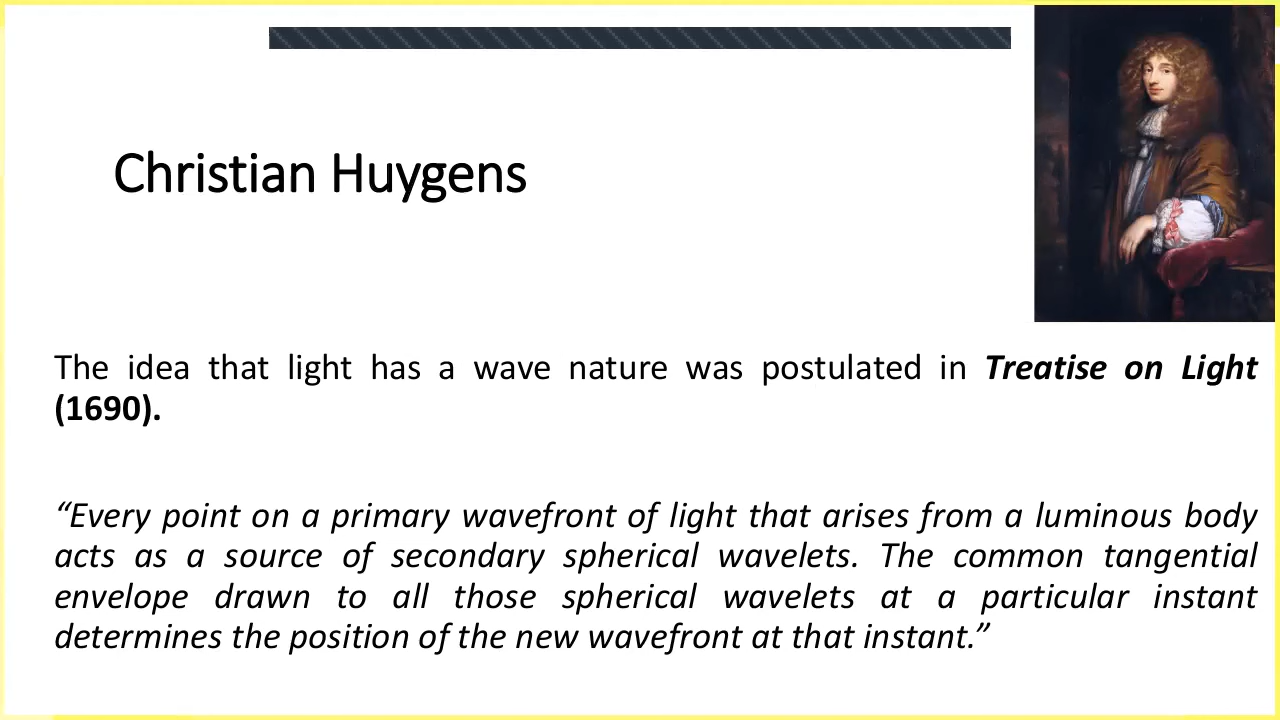 Christian Huygens
The idea that light has a wave nature was postulated in Treatise on Light
(1690).
“Every point on a primary wavefront of light that arises from a luminous body
acts as a source of secondary spherical wavelets. The common tangential
envelope drawn to all those spherical wavelets at a particular instant
determines the position of the new wavefront at that instant.”